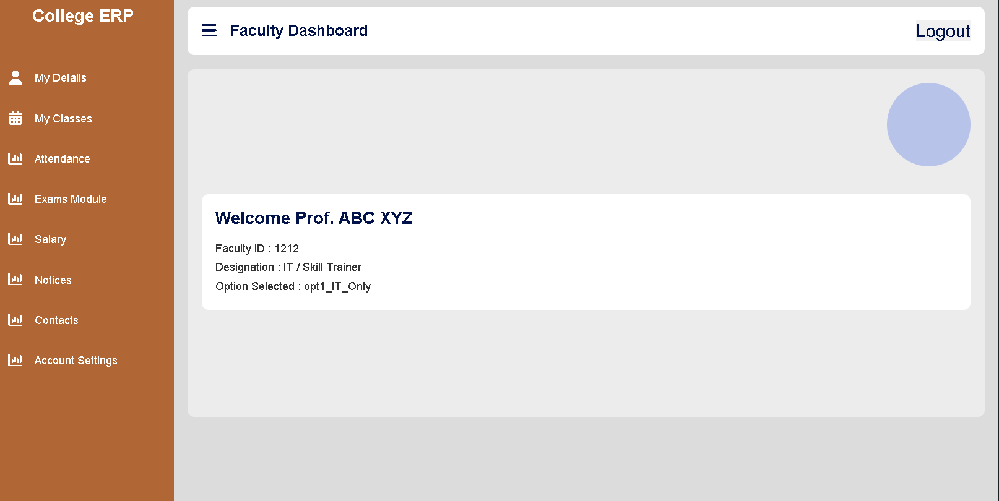 College ERP
Faculty Dashboard
Logout
My Details
My Classes
Attendance
Exams Module
Salary
Notices
Contacts
Account Settings
Welcome Prof. ABC XYZ
Faculty ID : 1212
Designation : IT / Skill Trainer
Option Selected : opt1_IT_Only